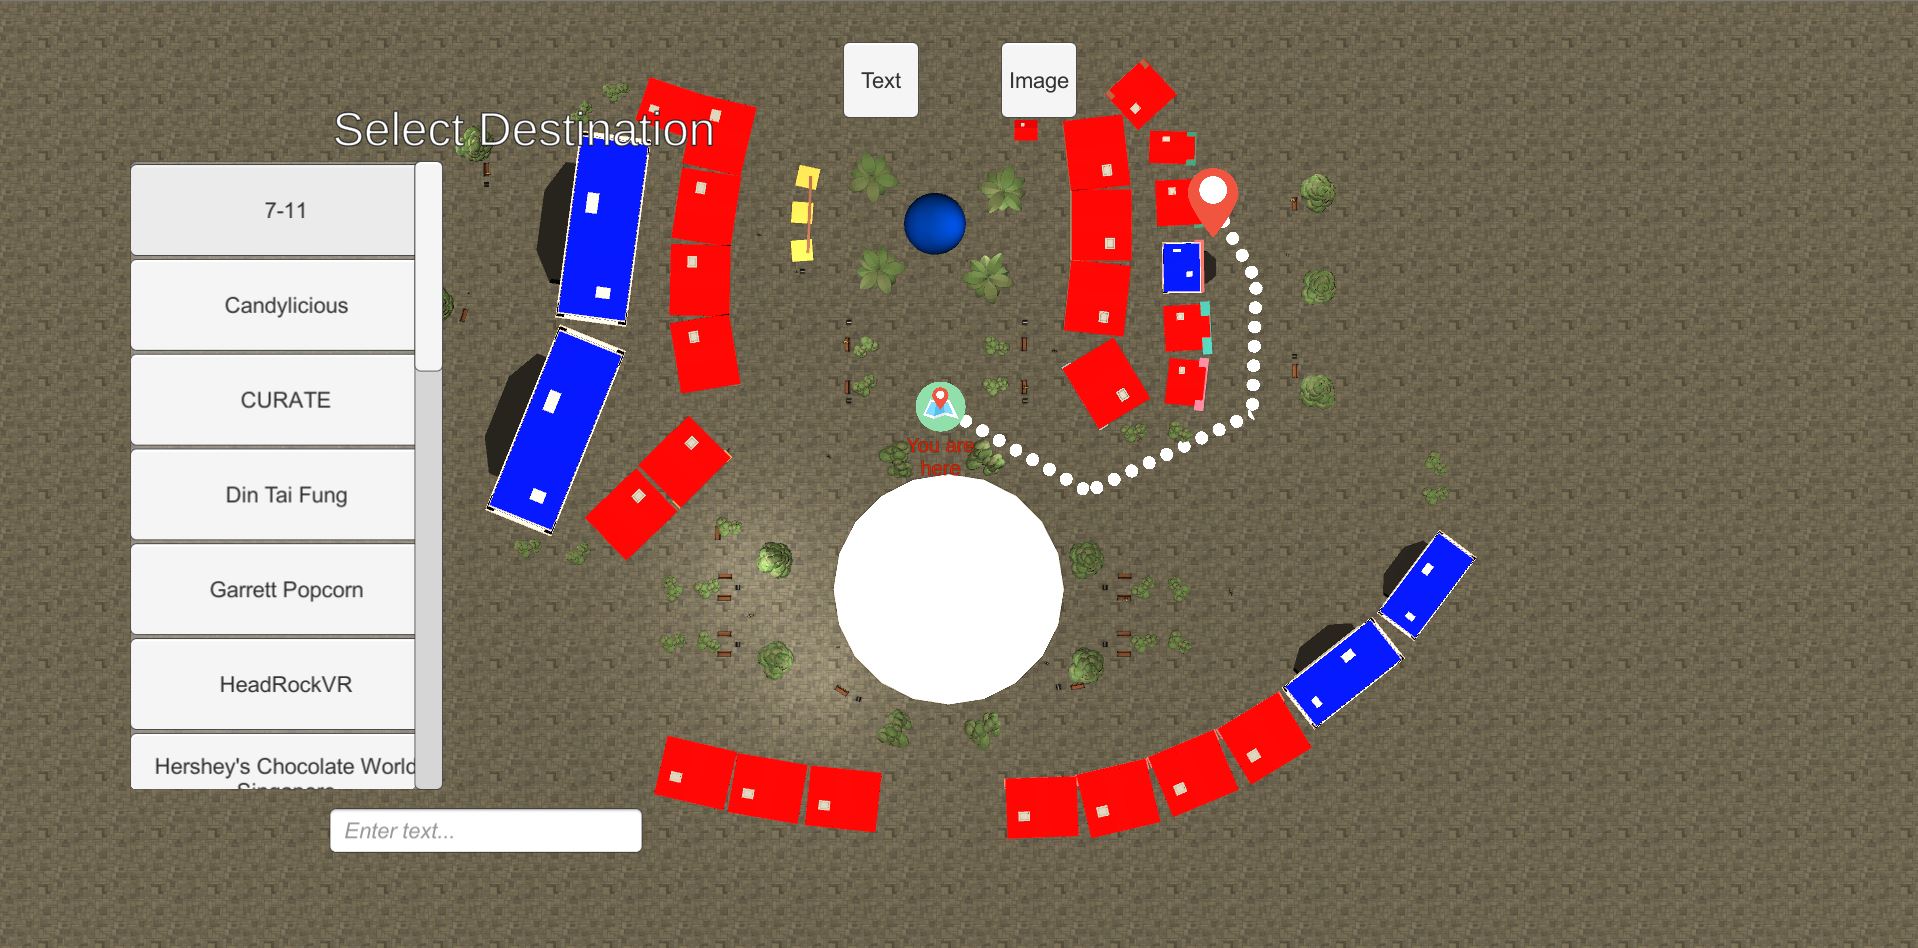 Text
Image
Select Destination
7-11
Candylicious
CURATE
Din Tai Fung
Garrett Popcorn
HeadRockVR
Hershey's Chocolate World
Singapore
Enter text...
You are
here